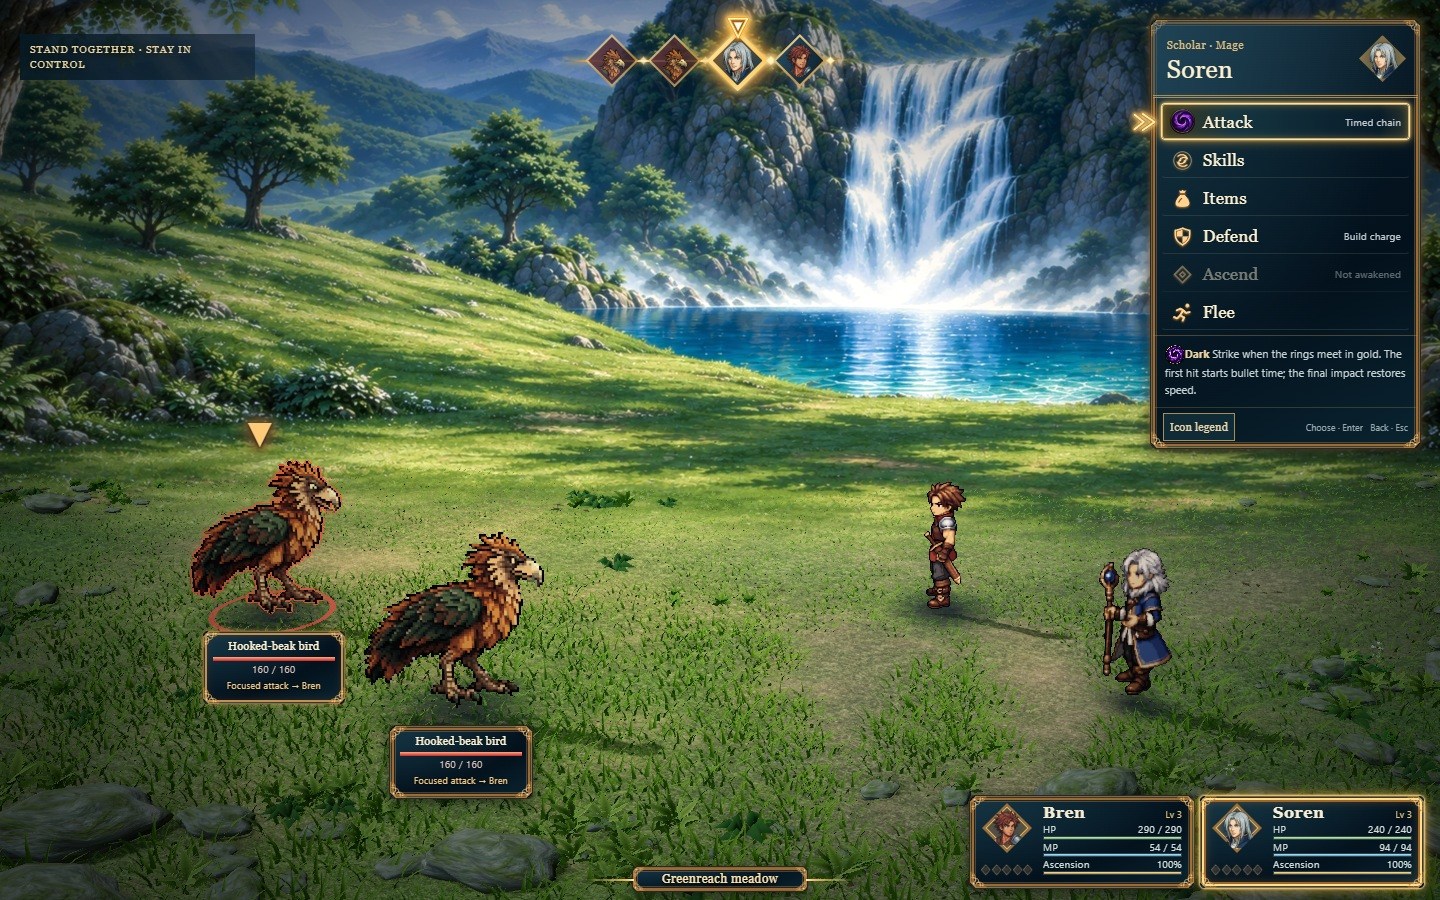 STAND TOGETHER · STAY IN
CONTROL
Scholar · Mage
Soren
Attack Timed chain
Skills
Items
Defend Build charge
Ascend Not awakened
Flee
Dark Strike when the rings meet in gold. The
first hit starts bullet time; the final impact restores
speed.
Icon legend Choose · Enter Back · Esc
Hooked-beak bird
160 / 160
Focused attack → Bren
Hooked-beak bird
160 / 160
Focused attack → Bren
Bren Lv 3
HP 290 / 290
MP 54 / 54
Ascension 100%
Soren Lv 3
HP 240 / 240
MP 94 / 94
Ascension 100%
Greenreach meadow